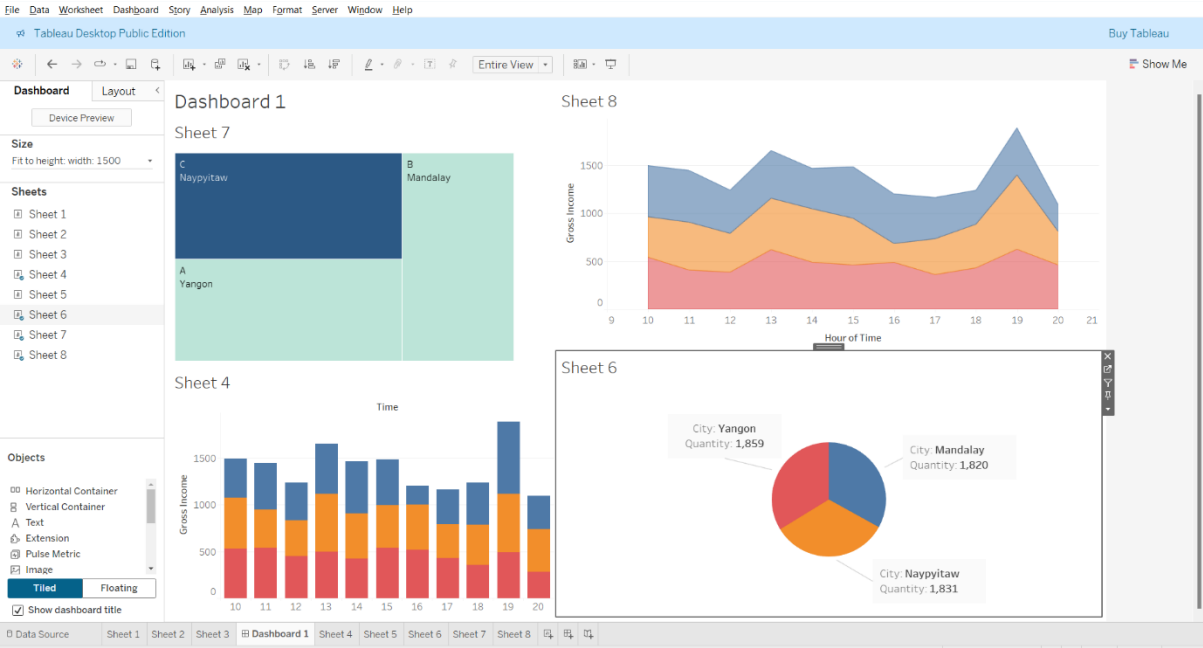 File Data Worksheet Dashboard Story Analysis Map Format Server Window Help
Tableau Desktop Public Edition
Buy Tableau
Entire View
Show Me
Dashboard
Layout
Device Preview
Size
Fit to height: width: 1500
Sheets
Sheet 1
Sheet 2
Sheet 3
Sheet 4
Sheet 5
Sheet 6
Sheet 7
Sheet 8
Objects
Horizontal Container
Vertical Container
Text
Extension
Pulse Metric
Image
Tiled
Floating
Show dashboard title
Dashboard 1
Sheet 7
C
Naypyitaw
B
Mandalay
A
Yangon
Sheet 8
Gross Income
1500
1000
500
0
9 10 11 12 13 14 15 16 17 18 19 20 21
Hour of Time
Sheet 4
Time
Gross Income
1500
1000
500
0
10 11 12 13 14 15 16 17 18 19 20
Sheet 6
City: Yangon
Quantity: 1,859
City: Mandalay
Quantity: 1,820
City: Naypyitaw
Quantity: 1,831
Data Source Sheet 1 Sheet 2 Sheet 3 Dashboard 1 Sheet 4 Sheet 5 Sheet 6 Sheet 7 Sheet 8